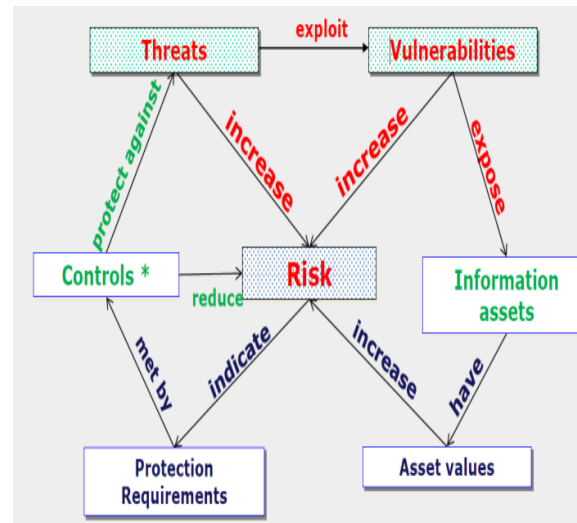 exploit
Threats
Vulnerabilities
protect against
increase
increase
expose
Controls *
reduce
Risk
Information
assets
met by
indicate
increase
have
Protection
Requirements
Asset values